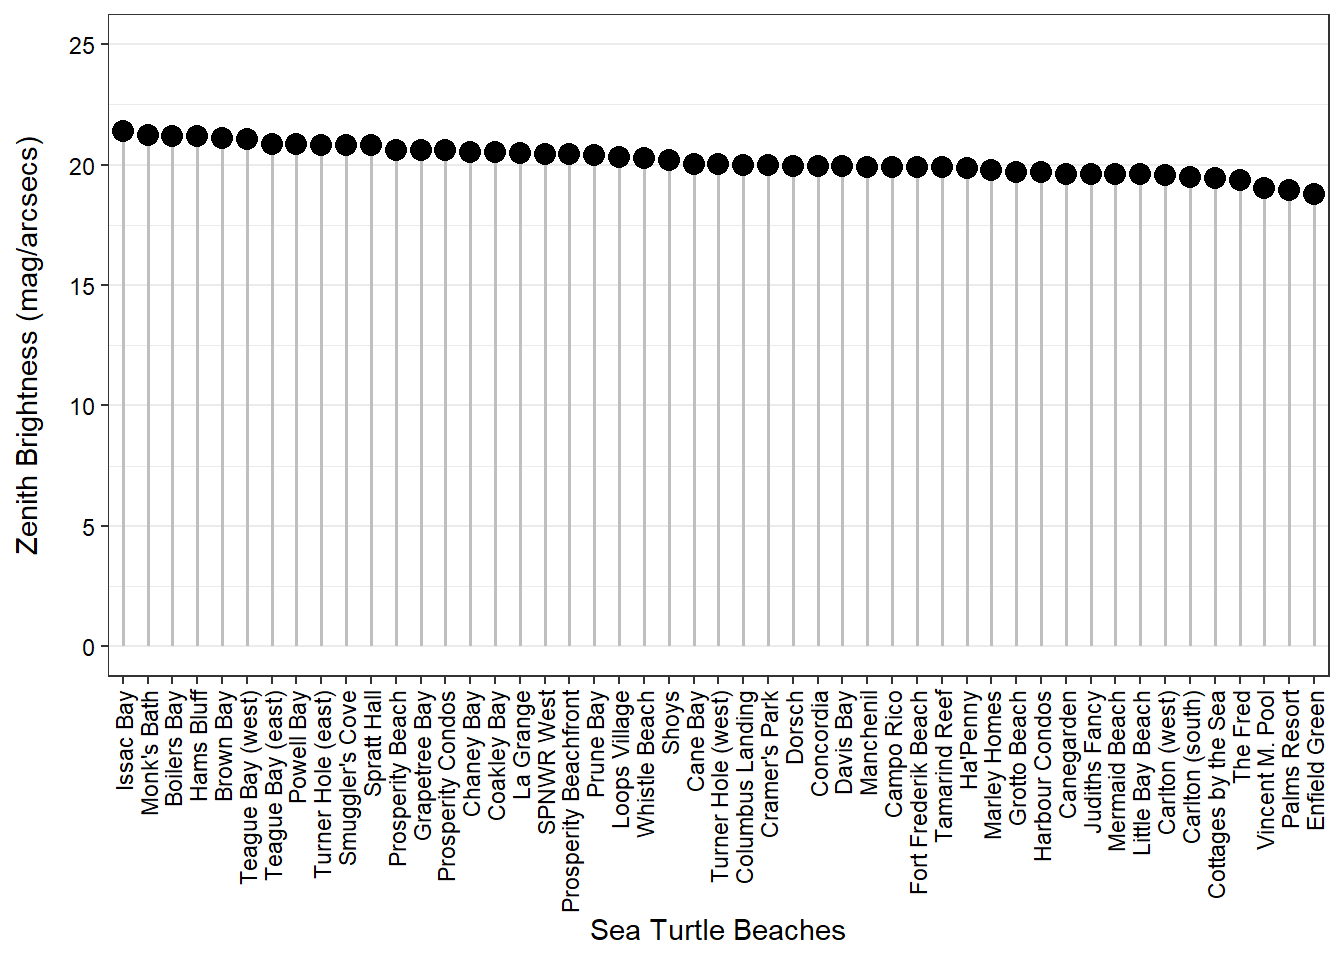 Zenith Brightness (mag/arcsecs)
25
20
15
10
5
0
Issac Bay
Monk's Bath
Boilers Bay
Hams Bluff
Brown Bay
Teague Bay (west)
Teague Bay (east)
Powell Bay
Turner Hole (east)
Smuggler's Cove
Spratt Hall
Prosperity Beach
Grapetree Bay
Prosperity Condos
Chaney Bay
Coakley Bay
La Grange
SPNWR West
Prosperity Beachfront
Prune Bay
Loops Village
Whistle Beach
Shoys
Cane Bay
Turner Hole (west)
Columbus Landing
Cramer's Park
Dorsch
Concordia
Davis Bay
Manchenil
Campo Rico
Fort Frederik Beach
Tamarind Reef
Ha'Penny
Marley Homes
Grotto Beach
Harbour Condos
Canegarden
Judiths Fancy
Mermaid Beach
Little Bay Beach
Carlton (west)
Carlton (south)
Cottages by the Sea
The Fred
Vincent M. Pool
Palms Resort
Enfield Green
Sea Turtle Beaches